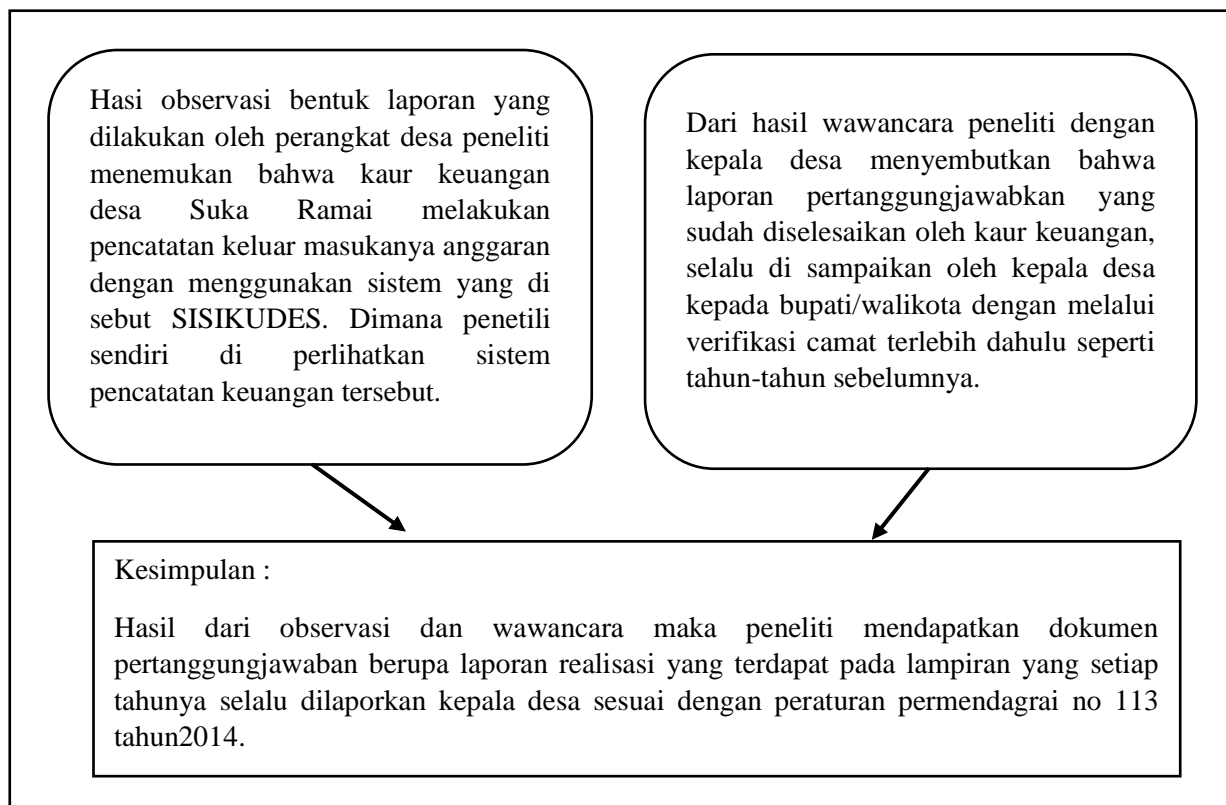 Hasi observasi bentuk laporan yang
dilakukan oleh perangkat desa peneliti
menemukan bahwa kaur keuangan
desa Suka Ramai melakukan
pencatatan keluar masukanya anggaran
dengan menggunakan sistem yang di
sebut SISIKUDES. Dimana penetili
sendiri di perlihatkan sistem
pencatatan keuangan tersebut.
Dari hasil wawancara peneliti dengan
kepala desa menyembutkan bahwa
laporan pertanggungjawabkan yang
sudah diselesaikan oleh kaur keuangan,
selalu di sampaikan oleh kepala desa
kepada bupati/walikota dengan melalui
verifikasi camat terlebih dahulu seperti
tahun-tahun sebelumnya.
Kesimpulan :
Hasil dari observasi dan wawancara maka peneliti mendapatkan dokumen
pertanggungjawaban berupa laporan realisasi yang terdapat pada lampiran yang setiap
tahunya selalu dilaporkan kepala desa sesuai dengan peraturan permendagrai no 113
tahun2014.